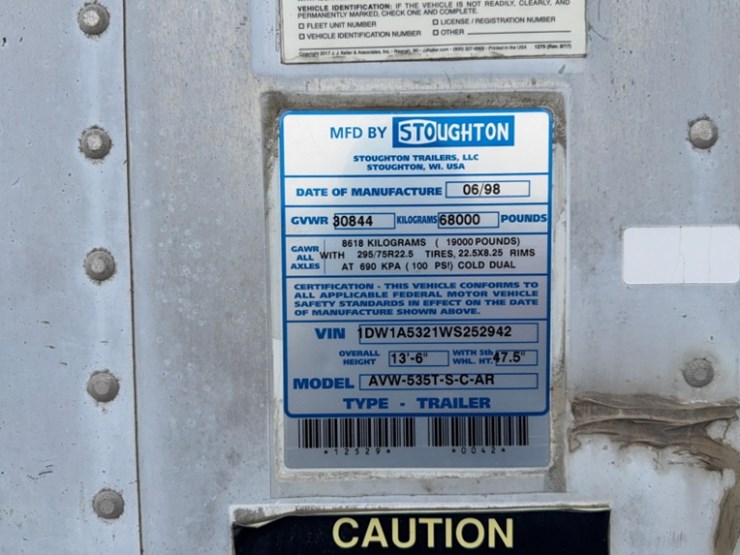 VEHICLE IDENTIFICATION: IF THE VEHICLE IS NOT READILY, CLEARLY, AND
PERMANENTLY MARKED, CHECK ONE AND COMPLETE.
FLEET UNIT NUMBER LICENSE / REGISTRATION NUMBER
VEHICLE IDENTIFICATION NUMBER OTHER
MFD BY STOUGHTON
STOUGHTON TRAILERS, LLC
STOUGHTON, WI. USA
DATE OF MANUFACTURE 06/98
GVWR 30844 KILOGRAMS 68000 POUNDS
GAWR ALL AXLES
8618 KILOGRAMS ( 19000 POUNDS)
WITH 295/75R22.5 TIRES, 22.5X8.25 RIMS
AT 690 KPA ( 100 PSI) COLD DUAL
CERTIFICATION - THIS VEHICLE CONFORMS TO
ALL APPLICABLE FEDERAL MOTOR VEHICLE
SAFETY STANDARDS IN EFFECT ON THE DATE
OF MANUFACTURE SHOWN ABOVE.
VIN 1DW1A5321WS252942
OVERALL HEIGHT 13'-6" WITH 5th WHL. HT. 47.5"
MODEL AVW-535T-S-C-AR
TYPE - TRAILER
*12529* *0042*
CAUTION